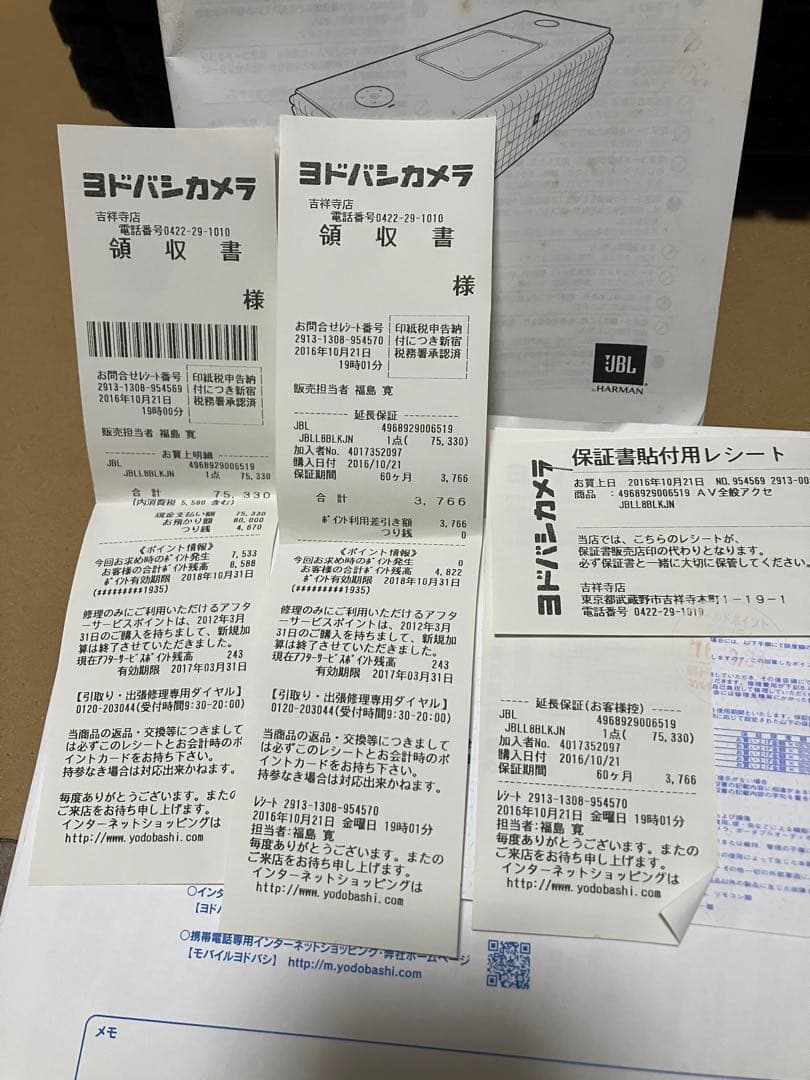 JBL
by HARMAN
ヨドバシカメラ
吉祥寺店
電話番号0422-29-1010
領収書
様
お問合せレシート番号
2913-1308-954569
2016年10月21日
19時00分
印紙税申告納
付につき新宿
税務署承認済
販売担当者 福島 寛
---------- お買上明細 ----------
JBL 4968929006519
JBLL8BLKJN 1点 75,330
合計 75,330
(内消費税 5,580 含む)
現金支払い額 75,330
お預かり額 80,000
つり銭 4,670
《ポイント情報》
今回お求め時のポイント発生 7,533
お客様の合計ポイント残高 8,588
ポイント有効期限 2018年10月31日
(#########1935)
修理のみにご利用いただけるアフタ
ーサービスポイントは、2012年3月
31日のご購入を持ちまして、新規加
算は終了させていただきました。
現在アフターサービスポイント残高 243
有効期限 2017年03月31日
【引取り・出張修理専用ダイヤル】
0120-203044(受付時間9:30-20:00)
当商品の返品・交換等につきまして
は必ずこのレシートとお会計時のポ
イントカードをお持ち下さい。
持参なき場合は対応出来かねます。
毎度ありがとうございます。またの
ご来店をお待ち申し上げます。
インターネットショッピングは
http://www.yodobashi.com
ヨドバシカメラ
吉祥寺店
電話番号0422-29-1010
領収書
様
お問合せレシート番号
2913-1308-954570
2016年10月21日
19時01分
印紙税申告納
付につき新宿
税務署承認済
販売担当者 福島 寛
---------- 延長保証 ----------
JBL 4968929006519
JBLL8BLKJN 1点( 75,330)
加入者No. 4017352097
購入日付 2016/10/21
保証期間 60ヶ月 3,766
合計 3,766
ポイント利用差引き額 3,766
つり銭 0
《ポイント情報》
今回お求め時のポイント発生 0
お客様の合計ポイント残高 4,822
ポイント有効期限 2018年10月31日
(#########1935)
修理のみにご利用いただけるアフタ
ーサービスポイントは、2012年3月
31日のご購入を持ちまして、新規加
算は終了させていただきました。
現在アフターサービスポイント残高 243
有効期限 2017年03月31日
【引取り・出張修理専用ダイヤル】
0120-203044(受付時間9:30-20:00)
当商品の返品・交換等につきまして
は必ずこのレシートとお会計時のポ
イントカードをお持ち下さい。
持参なき場合は対応出来かねます。
レシート 2913-1308-954570
2016年10月21日 金曜日 19時01分
担当者:福島 寛
毎度ありがとうございます。またの
ご来店をお待ち申し上げます。
インターネットショッピングは
http://www.yodobashi.com
ヨドバシカメラ
保証書貼付用レシート
お買上日 2016年10月21日 NO.954569 2913-00
商品 : 4968929006519 AV全般アクセ
JBLL8BLKJN
当店では、こちらのレシートが、
保証書販売店印の代わりとなります。
必ず保証書と一緒に大切に保管してください。
吉祥寺店
東京都武蔵野市吉祥寺本町1-19-1
電話番号 0422-29-1010
------ 延長保証(お客様控) ------
JBL 4968929006519
JBLL8BLKJN 1点( 75,330)
加入者No. 4017352097
購入日付 2016/10/21
保証期間 60ヶ月 3,766
レシート 2913-1308-954570
2016年10月21日 金曜日 19時01分
担当者:福島 寛
毎度ありがとうございます。またの
ご来店をお待ち申し上げます。
インターネットショッピングは
http://www.yodobashi.com
○イン
【ヨド
○携帯電話専用インターネットショッピング・弊社ホームページ
【モバイルヨドバシ】 http://m.yodobashi.com
メモ